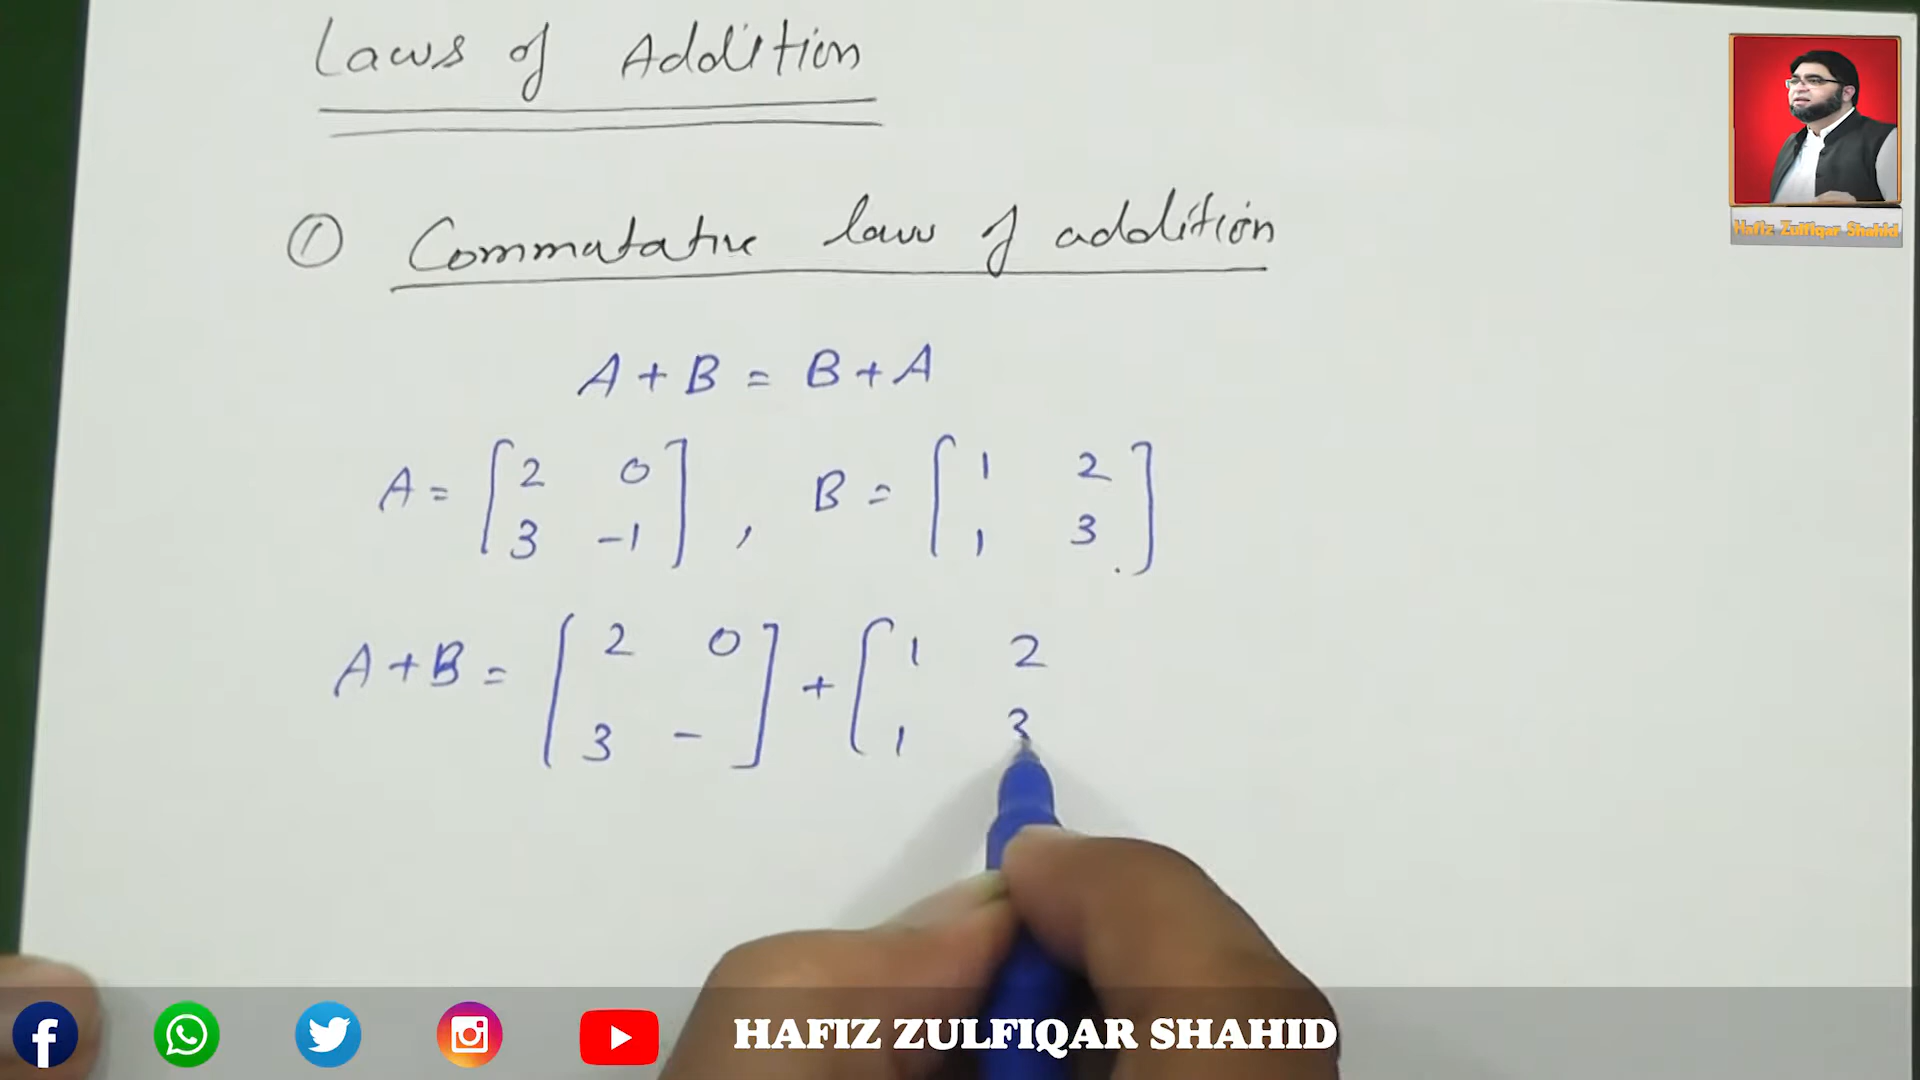 Laws of Addition
① Commutative law of addition
A + B = B + A
A = [2 0
3 -1] , B = [1 2
1 3]
A + B = [2 0
3 -] + [1 2
1 3
Hafiz Zulfiqar Shahid
HAFIZ ZULFIQAR SHAHID